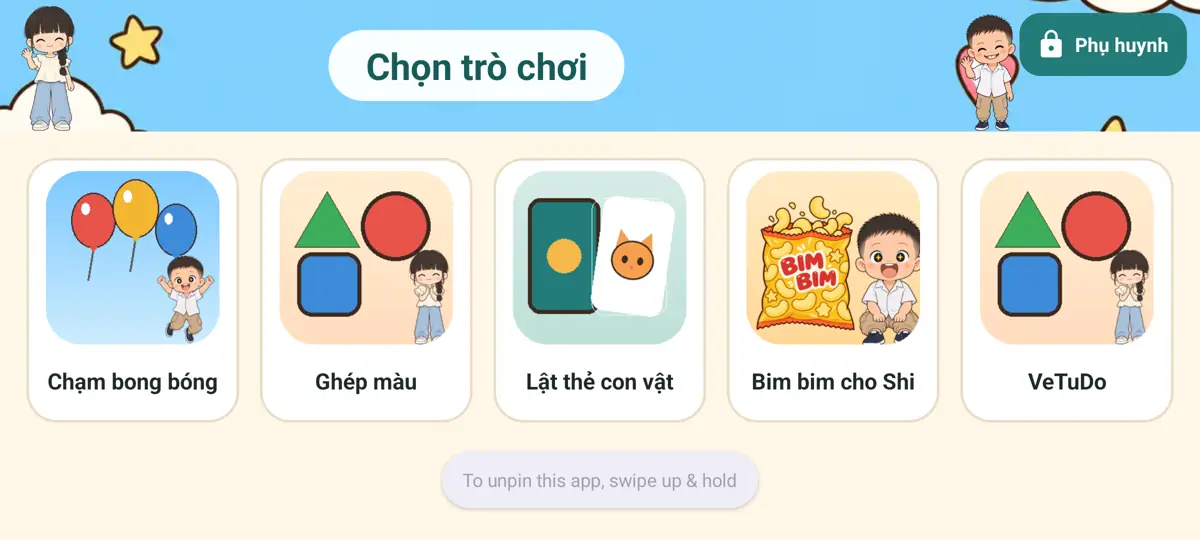 Chọn trò chơi
Phụ huynh
BIM
BIM
Chạm bong bóng
Ghép màu
Lật thẻ con vật
Bim bim cho Shi
VeTuDo
To unpin this app, swipe up & hold